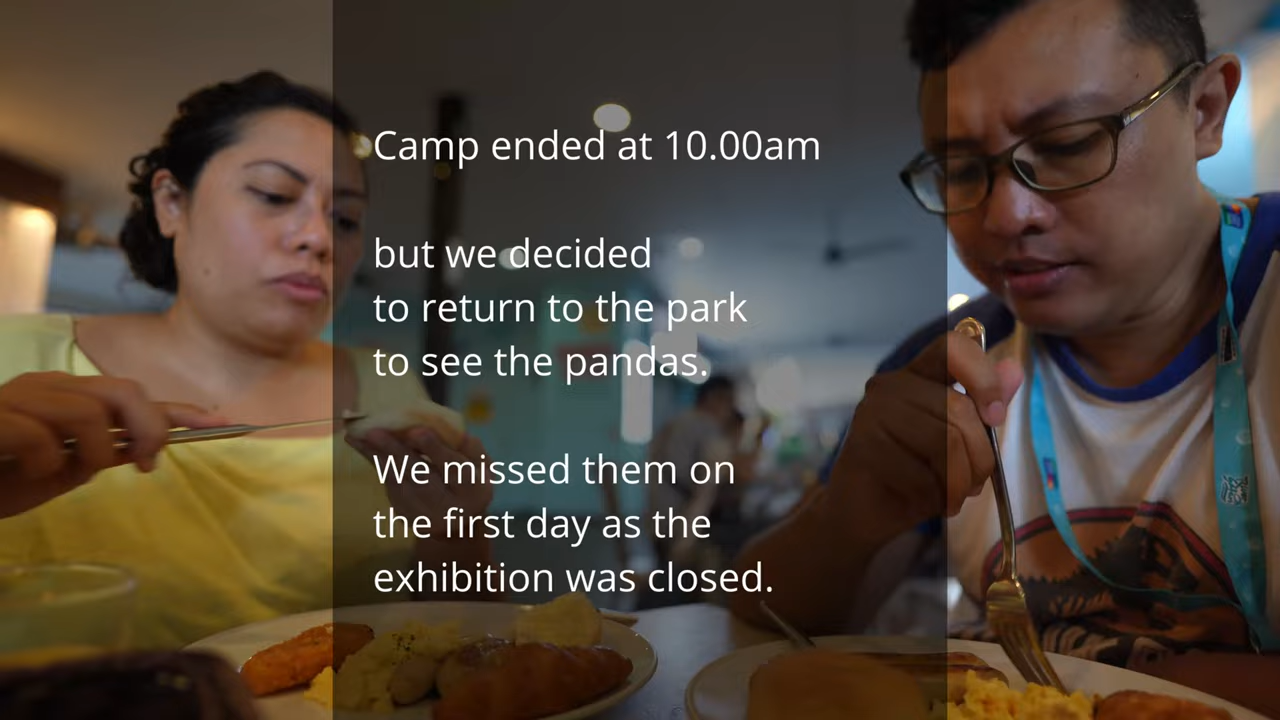 Camp ended at 10.00am
but we decided
to return to the park
to see the pandas.
We missed them on
the first day as the
exhibition was closed.